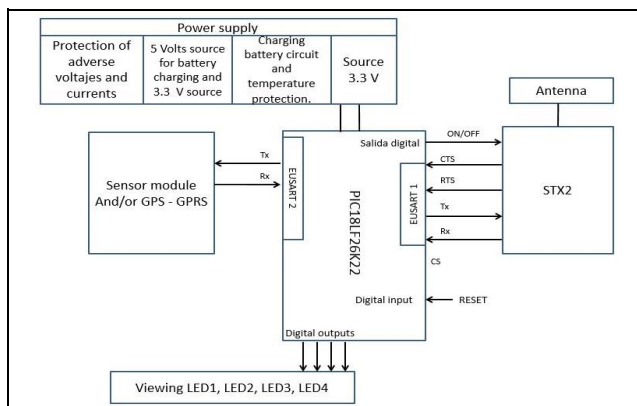 Power supply
Protection of
adverse
voltajes and
currents
5 Volts source
for battery
charging and
3.3 V source
Charging
battery circuit
and
temperature
protection.
Source
3.3 V
Antenna
Salida digital
ON/OFF
CTS
RTS
Tx
Rx
EUSART 1
STX2
Sensor module
And/or GPS - GPRS
Tx
Rx
EUSART 2
PIC18LF26K22
CS
Digital input
RESET
Digital outputs
Viewing LED1, LED2, LED3, LED4